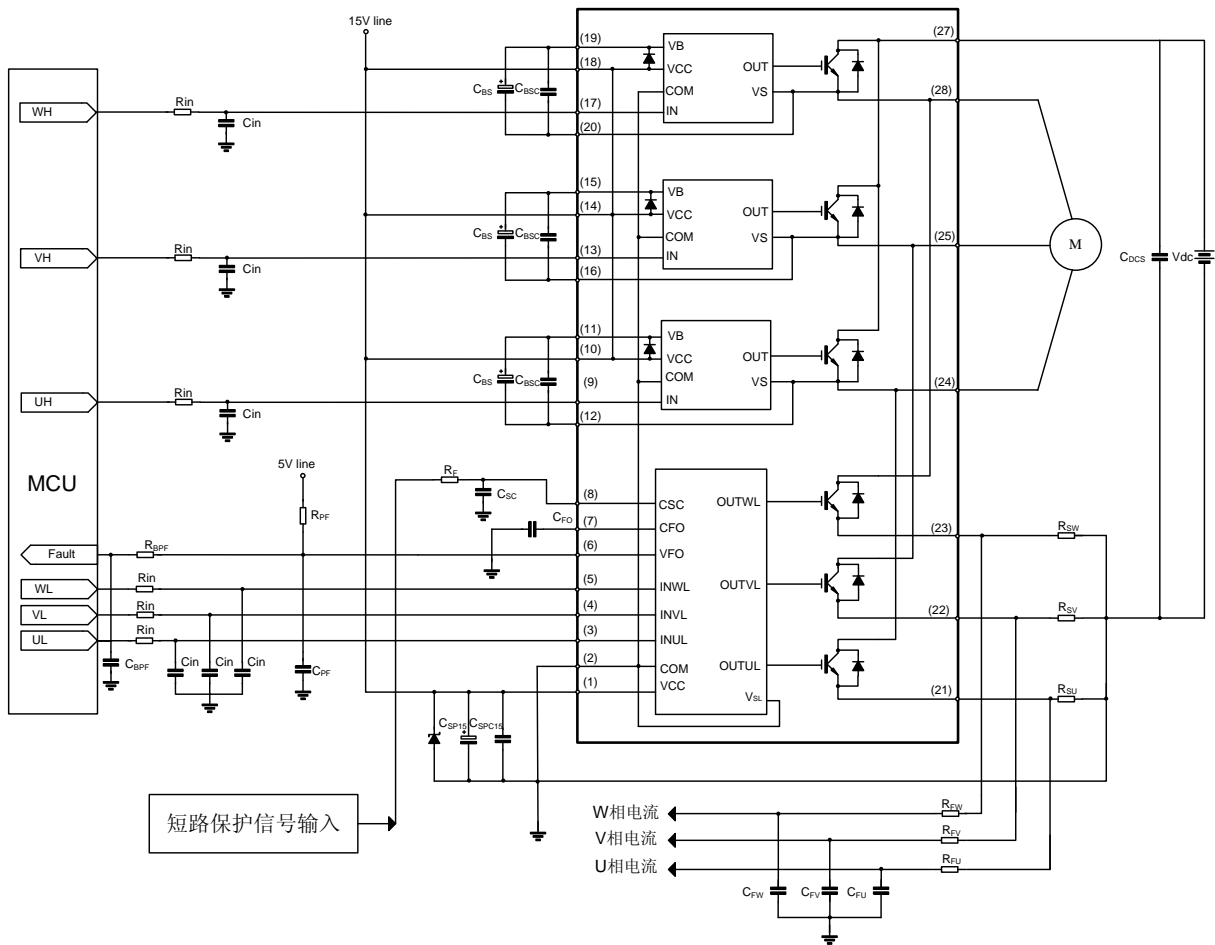 15V line
(19)
VB
(18)
VCC
OUT
(27)
CBS
CBSC
COM
VS
(28)
WH
Rin
(17)
IN
Cin
(20)
(15)
VB
(14)
VCC
OUT
CBS
CBSC
COM
VS
(25)
M
VH
Rin
(13)
IN
CDCS
Vdc
Cin
(16)
(11)
VB
(10)
VCC
OUT
CBS
CBSC
(9)
COM
VS
(24)
UH
Rin
IN
Cin
(12)
5V line
MCU
RF
CSC
(8)
CSC
OUTWL
RPF
CFO
(7)
CFO
(23)
RSW
Fault
RBPF
(6)
VFO
WL
Rin
(5)
INWL
OUTVL
VL
Rin
(4)
INVL
(22)
RSV
UL
Rin
(3)
INUL
CBPF
Cin
Cin
Cin
CPF
(2)
COM
OUTUL
(1)
VCC
VSL
(21)
RSU
CSP15
CSPC15
短路保护信号输入
W相电流
RFW
V相电流
RFV
U相电流
RFU
CFW
CFV
CFU